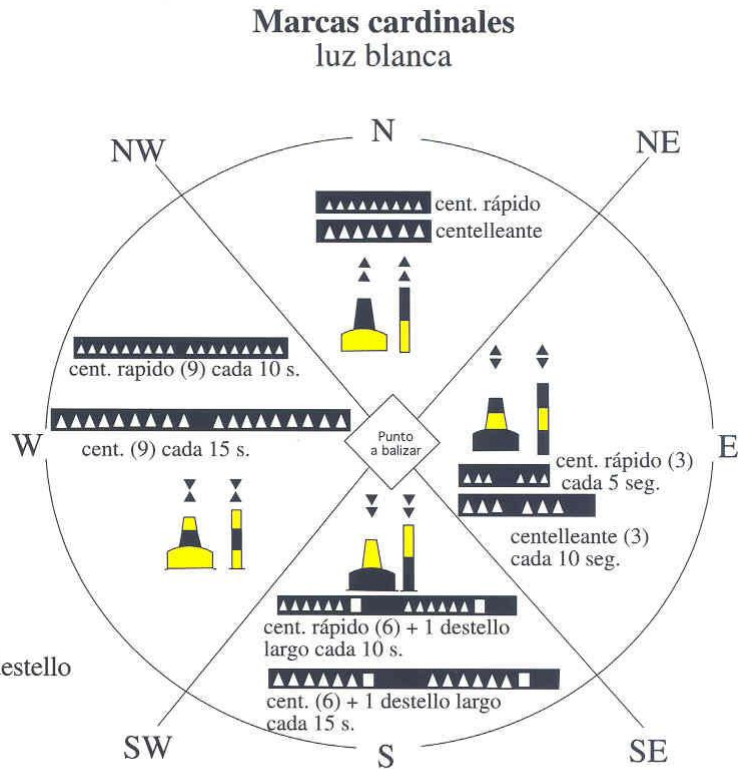 Marcas cardinales
luz blanca
N
NW
NE
cent. rápido
centelleante
cent. rapido (9) cada 10 s.
cent. (9) cada 15 s.
W
Punto
a balizar
E
cent. rápido (3)
cada 5 seg.
centelleante (3)
cada 10 seg.
cent. rápido (6) + 1 destello
largo cada 10 s.
estello
cent. (6) + 1 destello largo
cada 15 s.
SW
S
SE